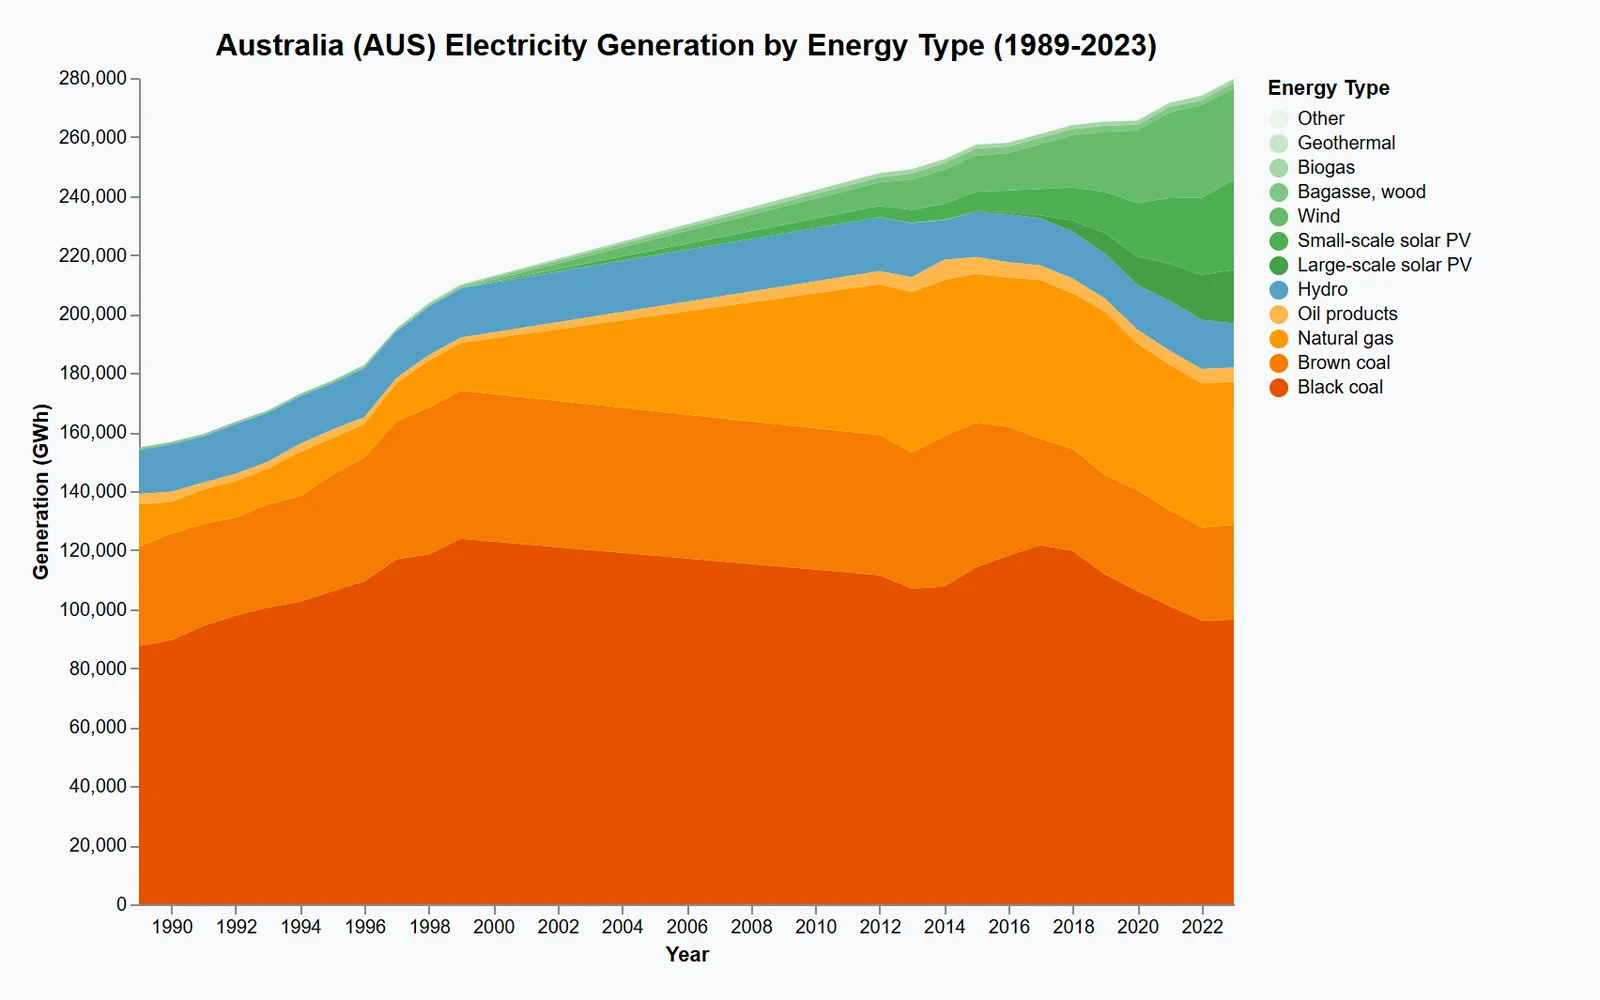 Australia (AUS) Electricity Generation by Energy Type (1989-2023)
280,000
260,000
240,000
220,000
200,000
180,000
160,000
140,000
120,000
100,000
80,000
60,000
40,000
20,000
0
Generation (GWh)
1990 1992 1994 1996 1998 2000 2002 2004 2006 2008 2010 2012 2014 2016 2018 2020 2022
Year
Energy Type
Other
Geothermal
Biogas
Bagasse, wood
Wind
Small-scale solar PV
Large-scale solar PV
Hydro
Oil products
Natural gas
Brown coal
Black coal